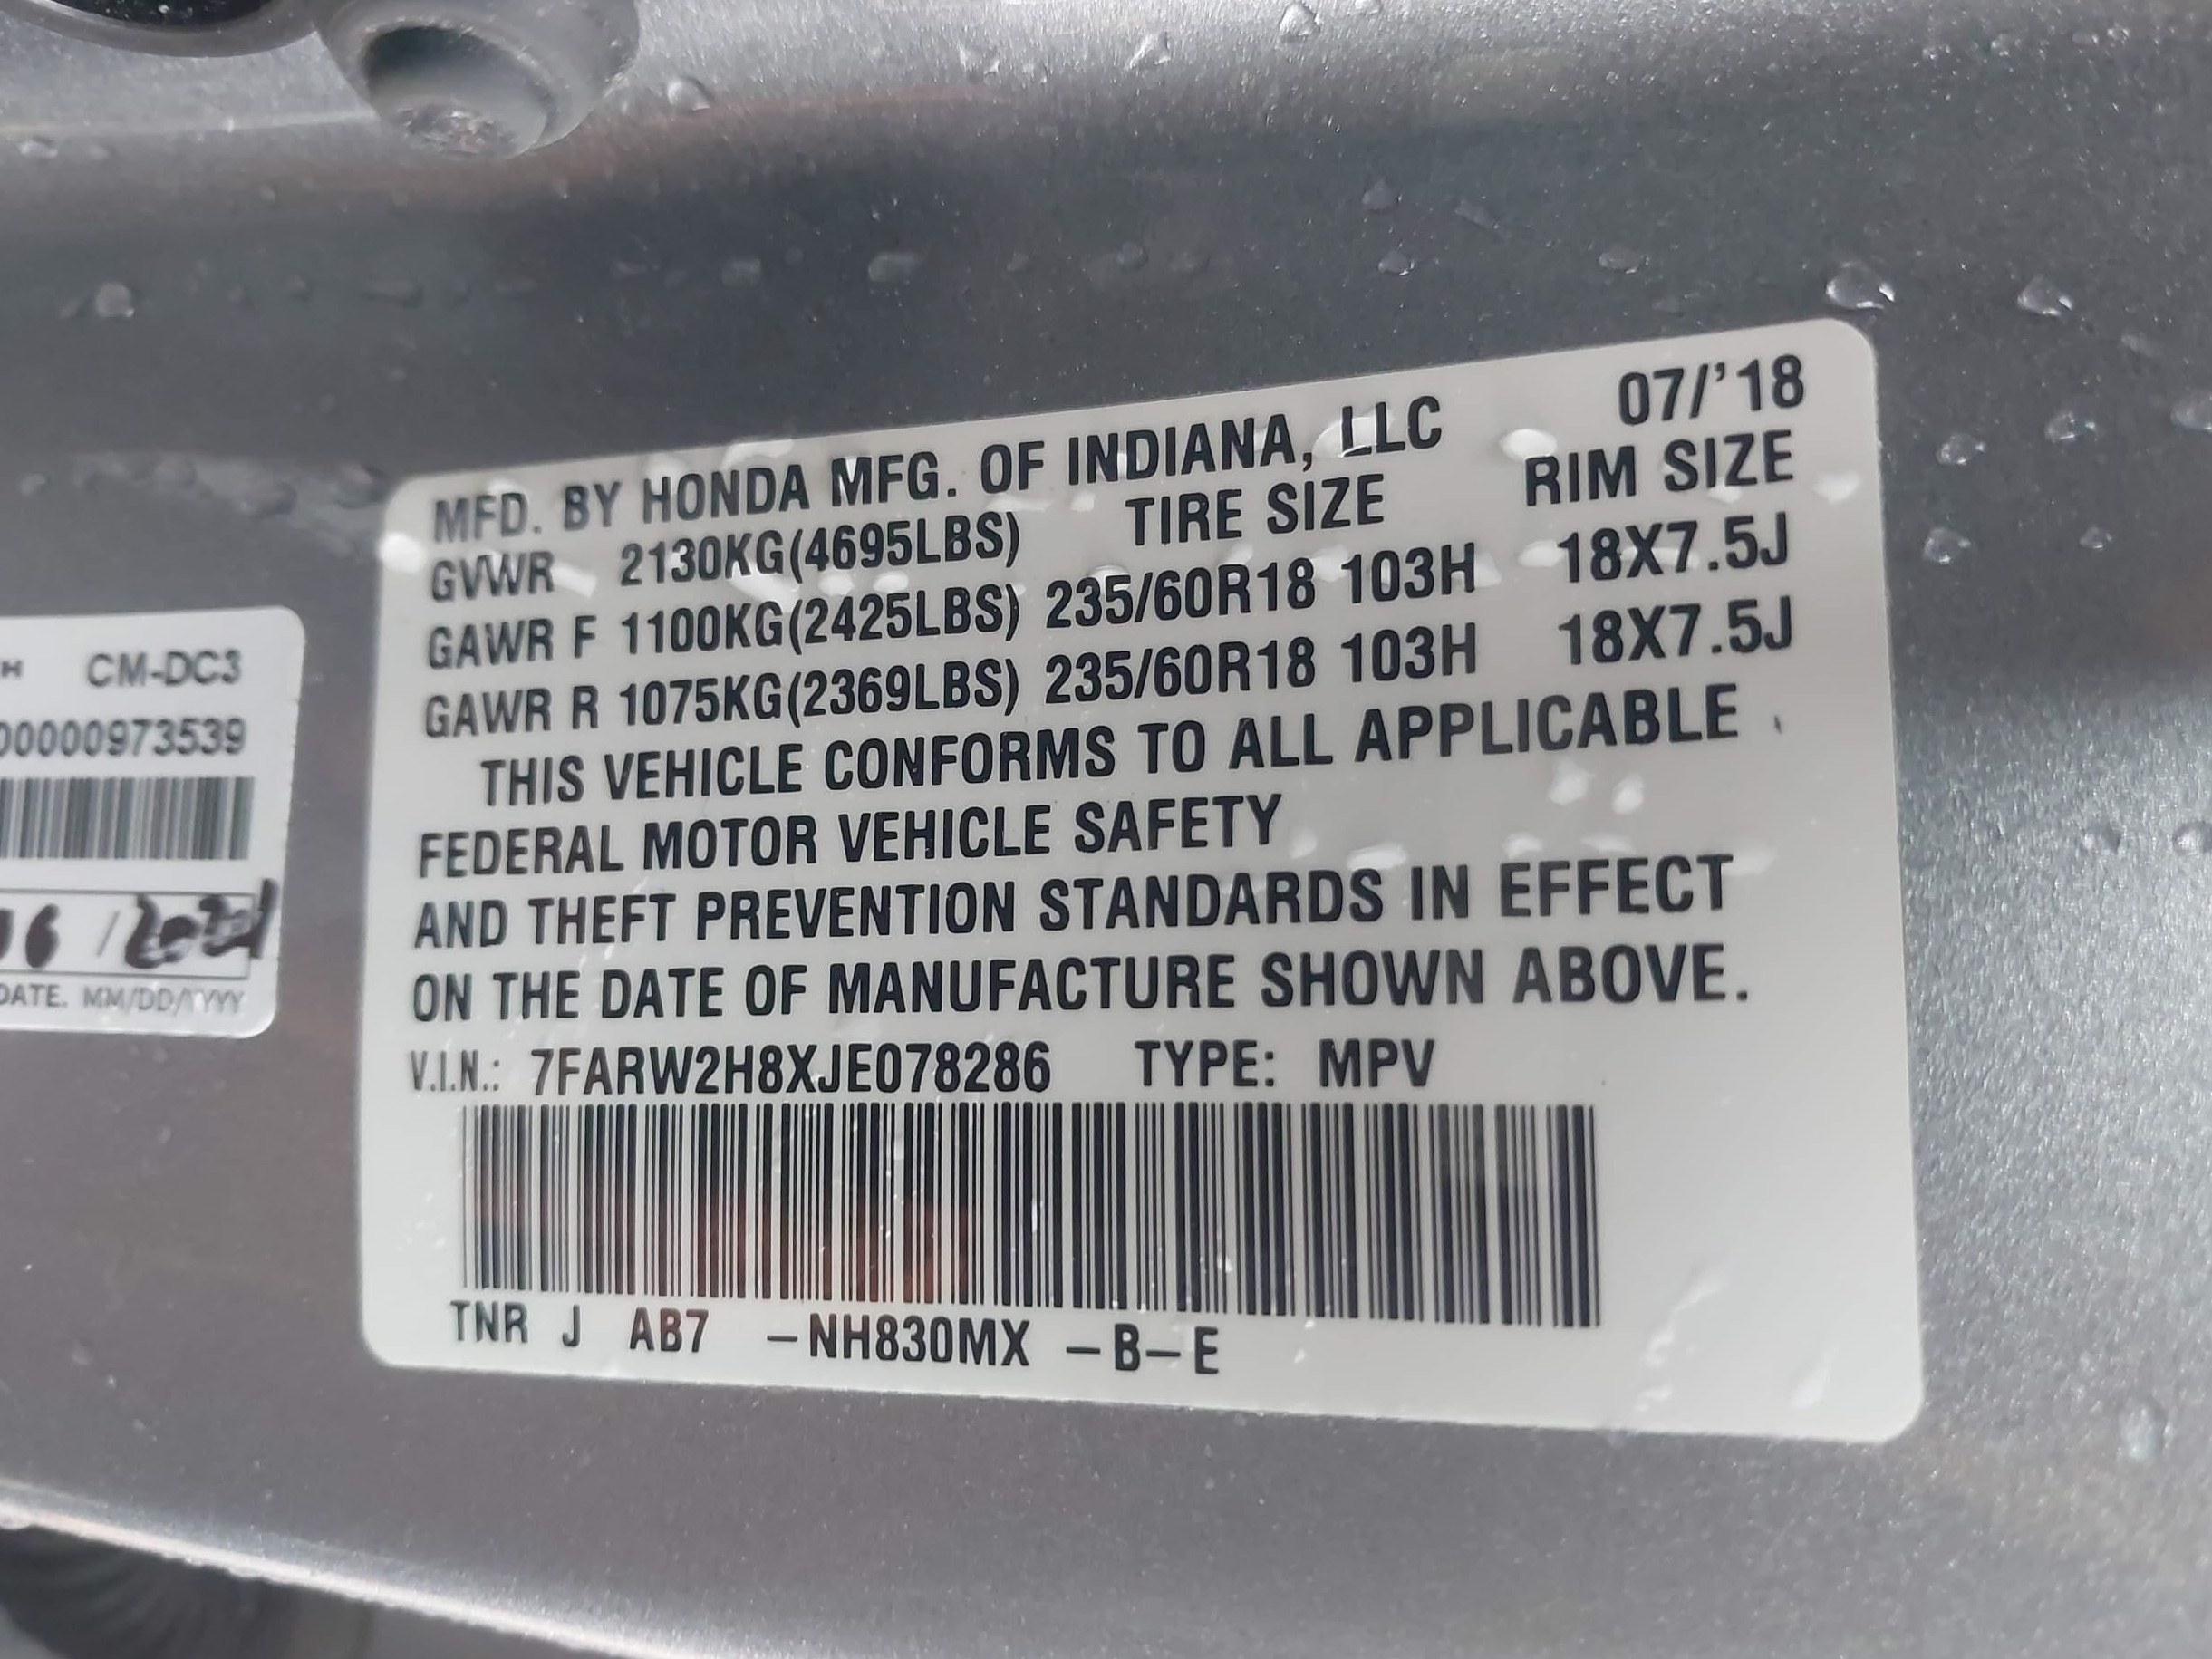 MFD. BY HONDA MFG. OF INDIANA, LLC 07/'18
GVWR 2130KG(4695LBS) TIRE SIZE RIM SIZE
GAWR F 1100KG(2425LBS) 235/60R18 103H 18X7.5J
GAWR R 1075KG(2369LBS) 235/60R18 103H 18X7.5J
THIS VEHICLE CONFORMS TO ALL APPLICABLE
FEDERAL MOTOR VEHICLE SAFETY
AND THEFT PREVENTION STANDARDS IN EFFECT
ON THE DATE OF MANUFACTURE SHOWN ABOVE.
V.I.N.: 7FARW2H8XJE078286 TYPE: MPV
TNR J AB7 -NH830MX -B-E
H CM-DC3
00000973539
DATE. MM/DD/YYYY